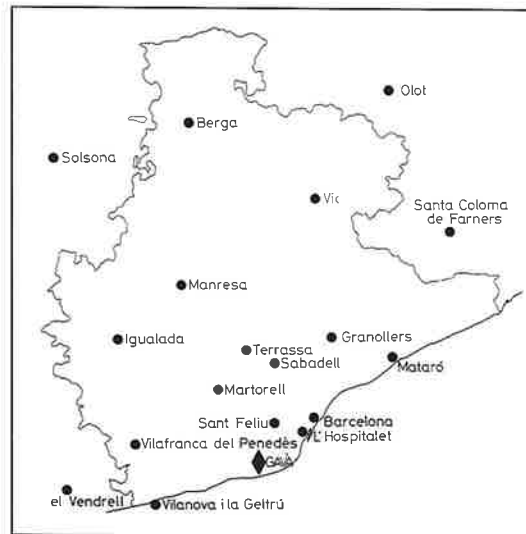 Olot
Berga
Solsona
Vic
Santa Coloma
de Farners
Manresa
Igualada
Granollers
Terrassa
Sabadell
Mataró
Martorell
Sant Feliu
Barcelona
L'Hospitalet
Vilafranca del Penedès
GAVÀ
el Vendrell
Vilanova i la Geltrú